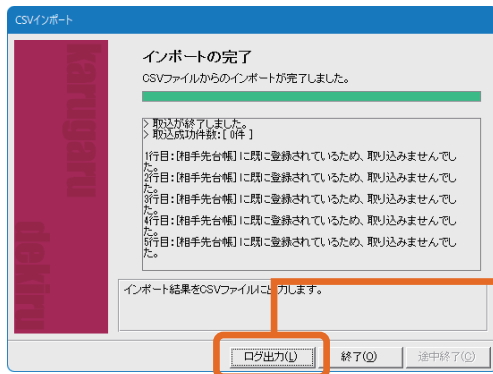 CSVインポート
karugaru
dekiru
インポートの完了
CSVファイルからのインポートが完了しました。
> 取込が終了しました。
> 取込成功件数:[ 0件 ]
1行目:[相手先台帳]に既に登録されているため、取り込みませんでし
た。
2行目:[相手先台帳]に既に登録されているため、取り込みませんでし
た。
3行目:[相手先台帳]に既に登録されているため、取り込みませんでし
た。
4行目:[相手先台帳]に既に登録されているため、取り込みませんでし
た。
5行目:[相手先台帳]に既に登録されているため、取り込みませんでし
た。
インポート結果をCSVファイルに出力します。
ログ出力(L)
終了(O)
途中終了(C)